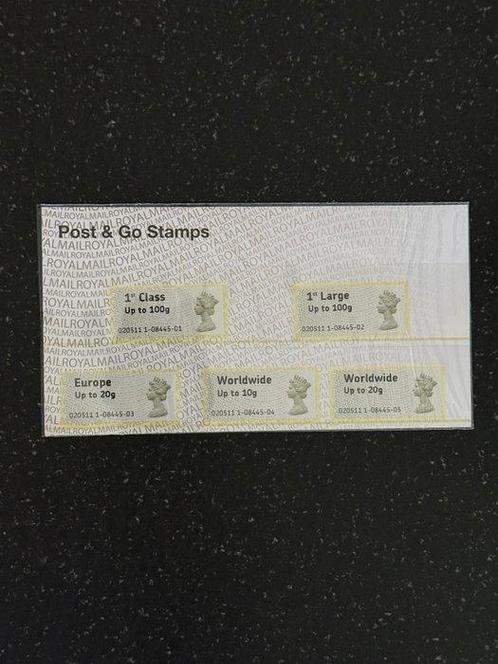 Post & Go Stamps
1st Class
Up to 100g
020511 1-08445-01
1st Large
Up to 100g
020511 1-08445-02
Europe
Up to 20g
020511 1-08445-03
Worldwide
Up to 10g
020511 1-08445-04
Worldwide
Up to 20g
020511 1-08445-05